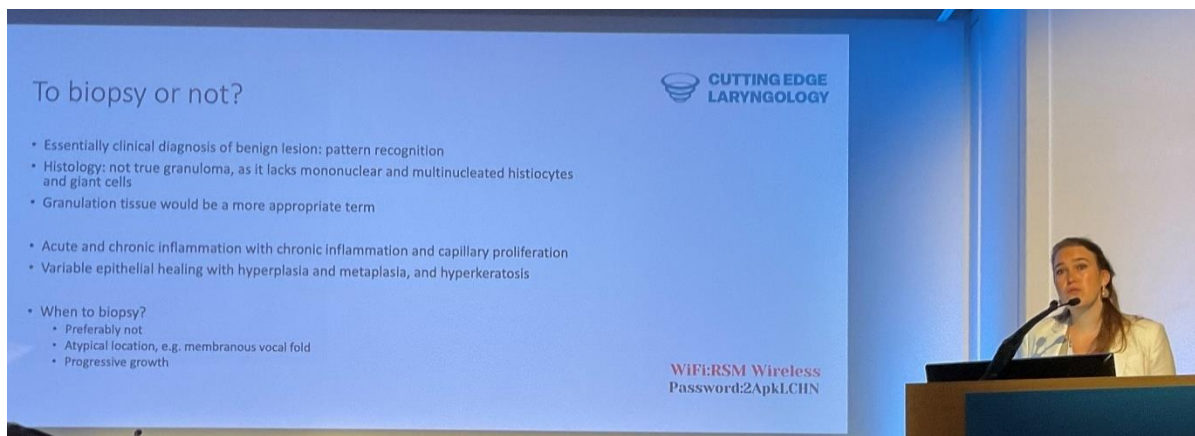 To biopsy or not?
CUTTING EDGE
LARYNGOLOGY
• Essentially clinical diagnosis of benign lesion: pattern recognition
• Histology: not true granuloma, as it lacks mononuclear and multinucleated histiocytes
and giant cells
• Granulation tissue would be a more appropriate term
• Acute and chronic inflammation with chronic inflammation and capillary proliferation
• Variable epithelial healing with hyperplasia and metaplasia, and hyperkeratosis
• When to biopsy?
• Preferably not
• Atypical location, e.g. membranous vocal fold
• Progressive growth
WiFi:RSM Wireless
Password:2ApkLCHN